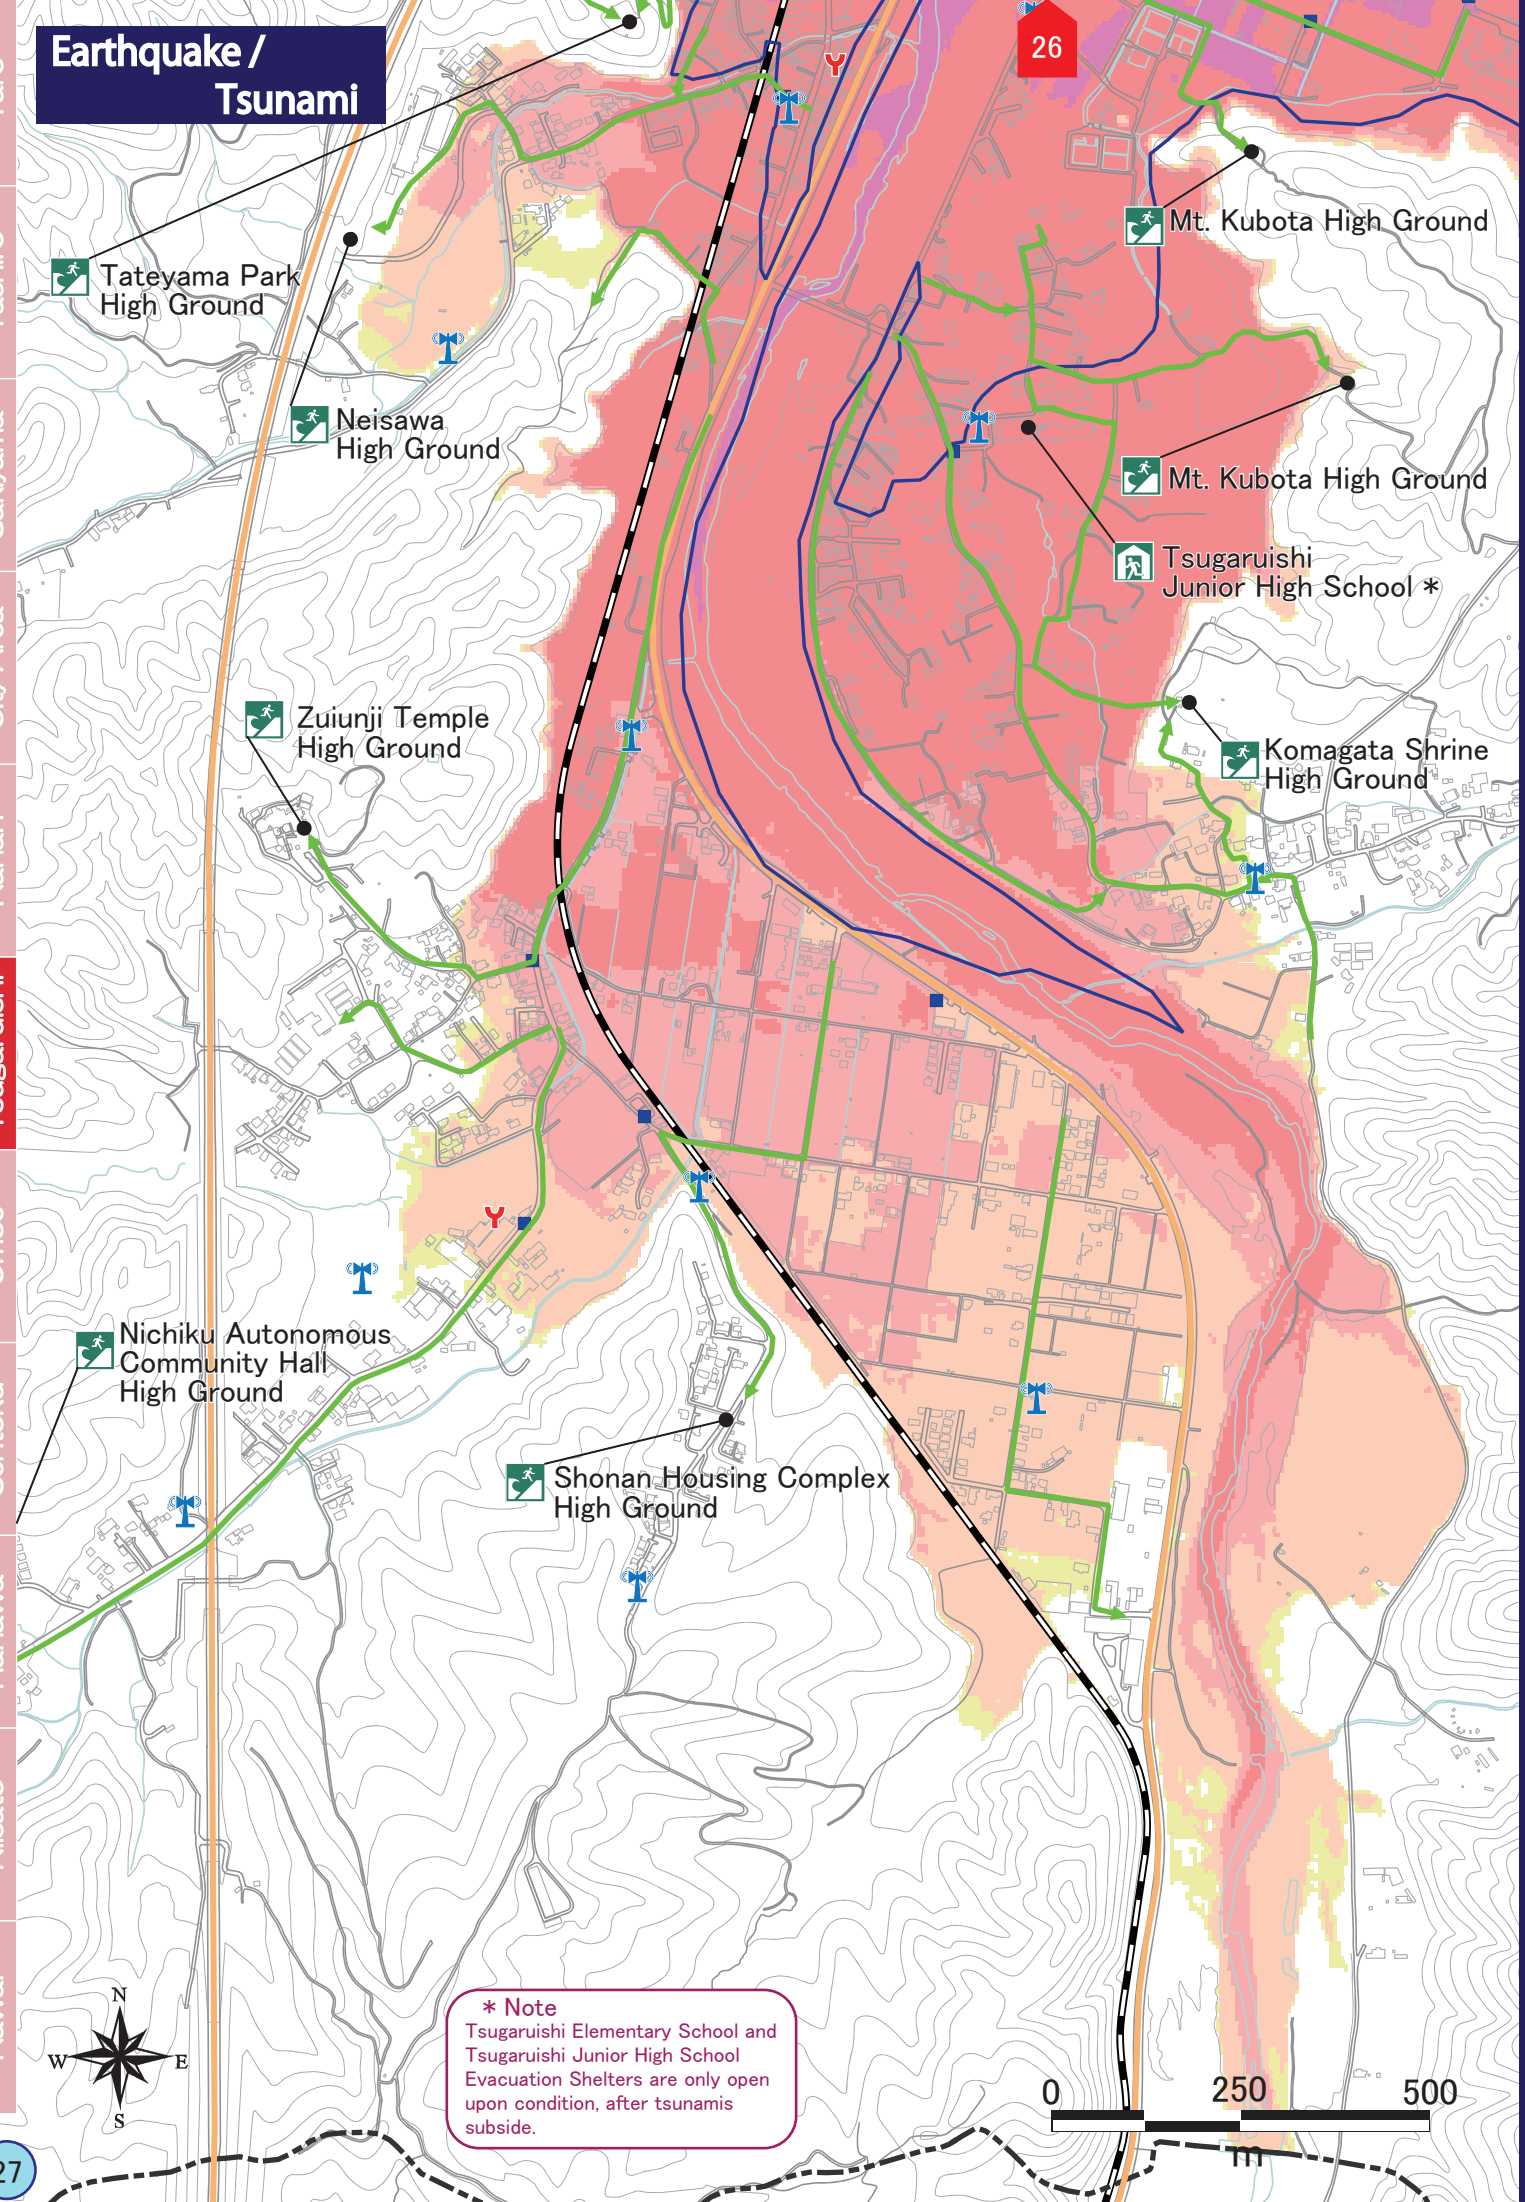 Earthquake /
Tsunami
26
Mt. Kubota High Ground
Tateyama Park
High Ground
Neisawa
High Ground
Mt. Kubota High Ground
Tsugaruishi
Junior High School *
Zuiunji Temple
High Ground
Komagata Shrine
High Ground
Nichiku Autonomous
Community Hall
High Ground
Shonan Housing Complex
High Ground
N
W
E
S
* Note
Tsugaruishi Elementary School and
Tsugaruishi Junior High School
Evacuation Shelters are only open
upon condition, after tsunamis
subside.
0 250 500
m
27